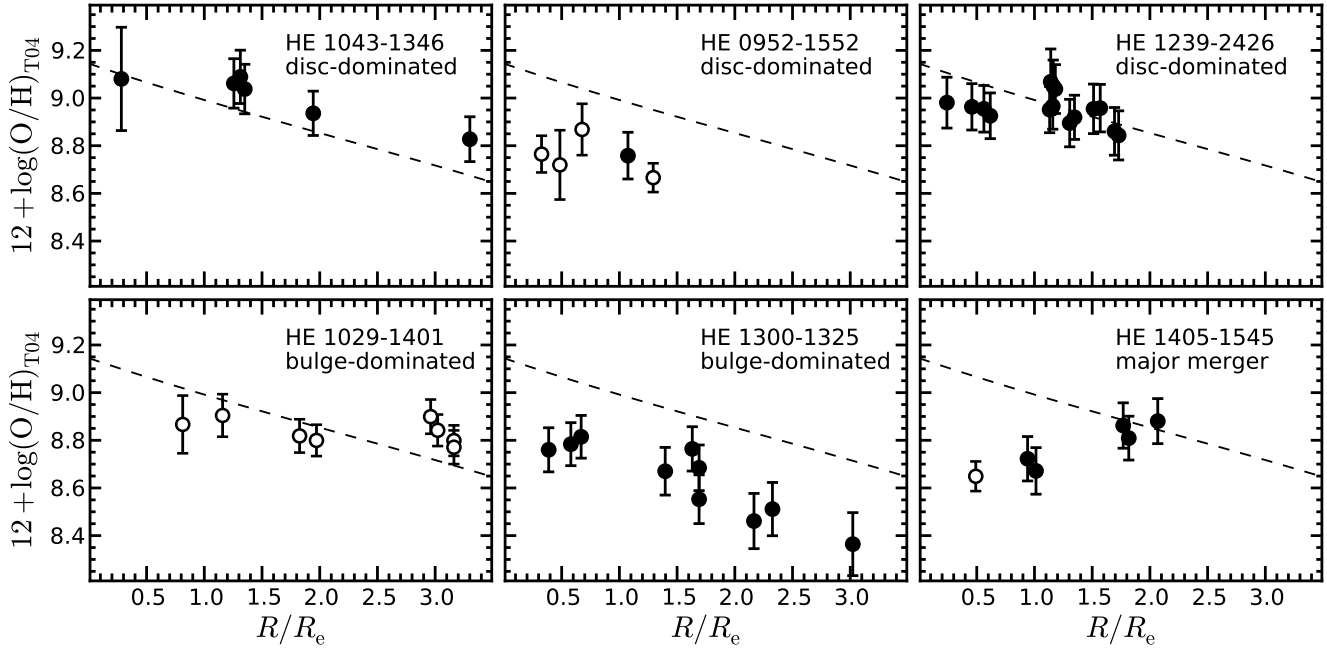 12+log(O/H)T04
9.2
9.0
8.8
8.6
8.4
HE 1043-1346
disc-dominated
HE 0952-1552
disc-dominated
HE 1239-2426
disc-dominated
12+log(O/H)T04
9.2
9.0
8.8
8.6
8.4
HE 1029-1401
bulge-dominated
HE 1300-1325
bulge-dominated
HE 1405-1545
major merger
0.5 1.0 1.5 2.0 2.5 3.0
0.5 1.0 1.5 2.0 2.5 3.0
0.5 1.0 1.5 2.0 2.5 3.0
R/Re
R/Re
R/Re